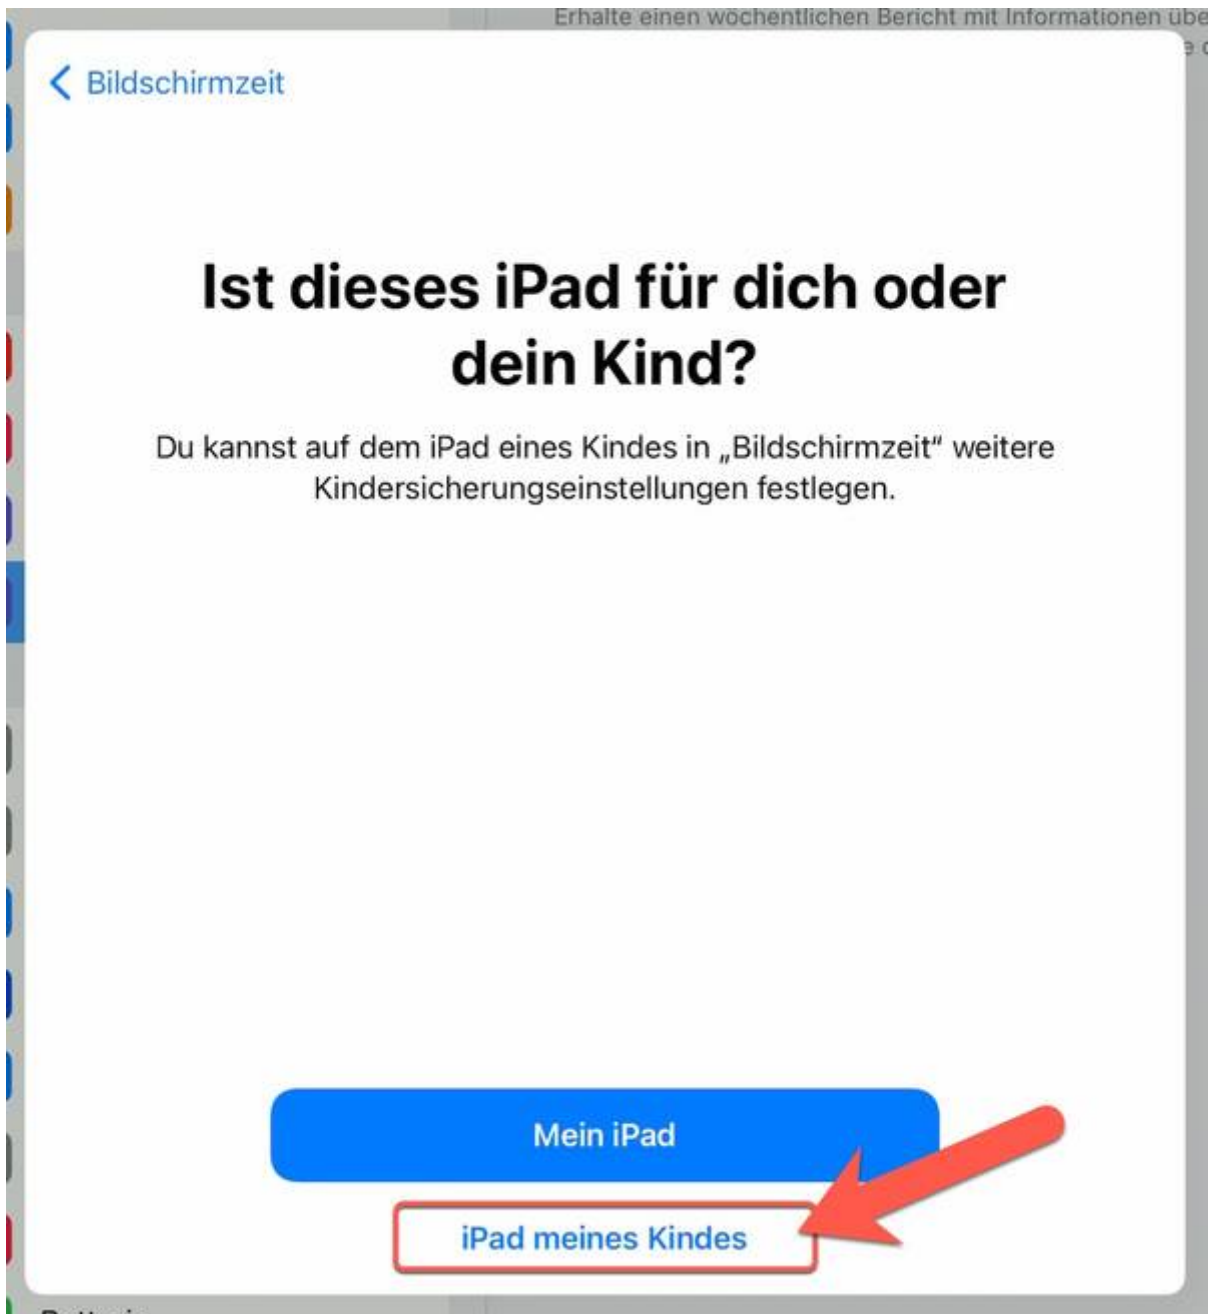 Erhalte einen wöchentlichen Bericht mit Informationen übe
Bildschirmzeit
Ist dieses iPad für dich oder
dein Kind?
Du kannst auf dem iPad eines Kindes in „Bildschirmzeit“ weitere
Kindersicherungseinstellungen festlegen.
Mein iPad
iPad meines Kindes